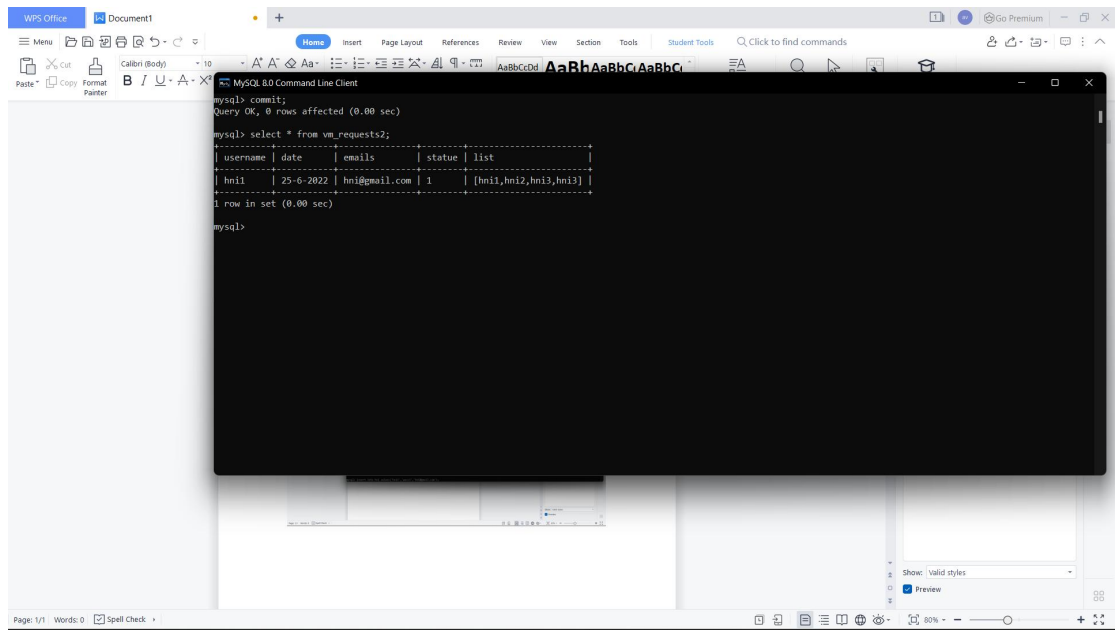 WPS Office
Document1
Go Premium
Menu
Home Insert Page Layout References Review View Section Tools Student Tools Click to find commands
Paste Cut Copy Format Painter
Calibri (Body) 10
AaBbCcDd AaBb AaBbC AaBbC
MySQL 8.0 Command Line Client
mysql> commit;
Query OK, 0 rows affected (0.00 sec)
mysql> select * from vm_requests2;
+----------+-----------+---------------+--------+-----------------------+
| username | date | emails | statue | list |
+----------+-----------+---------------+--------+-----------------------+
| hni1 | 25-6-2022 | hni@gmail.com | 1 | [hni1,hni2,hni3,hni3] |
+----------+-----------+---------------+--------+-----------------------+
1 row in set (0.00 sec)
mysql>
Show: Valid styles
Preview
Page: 1/1 Words: 0 Spell Check
80%